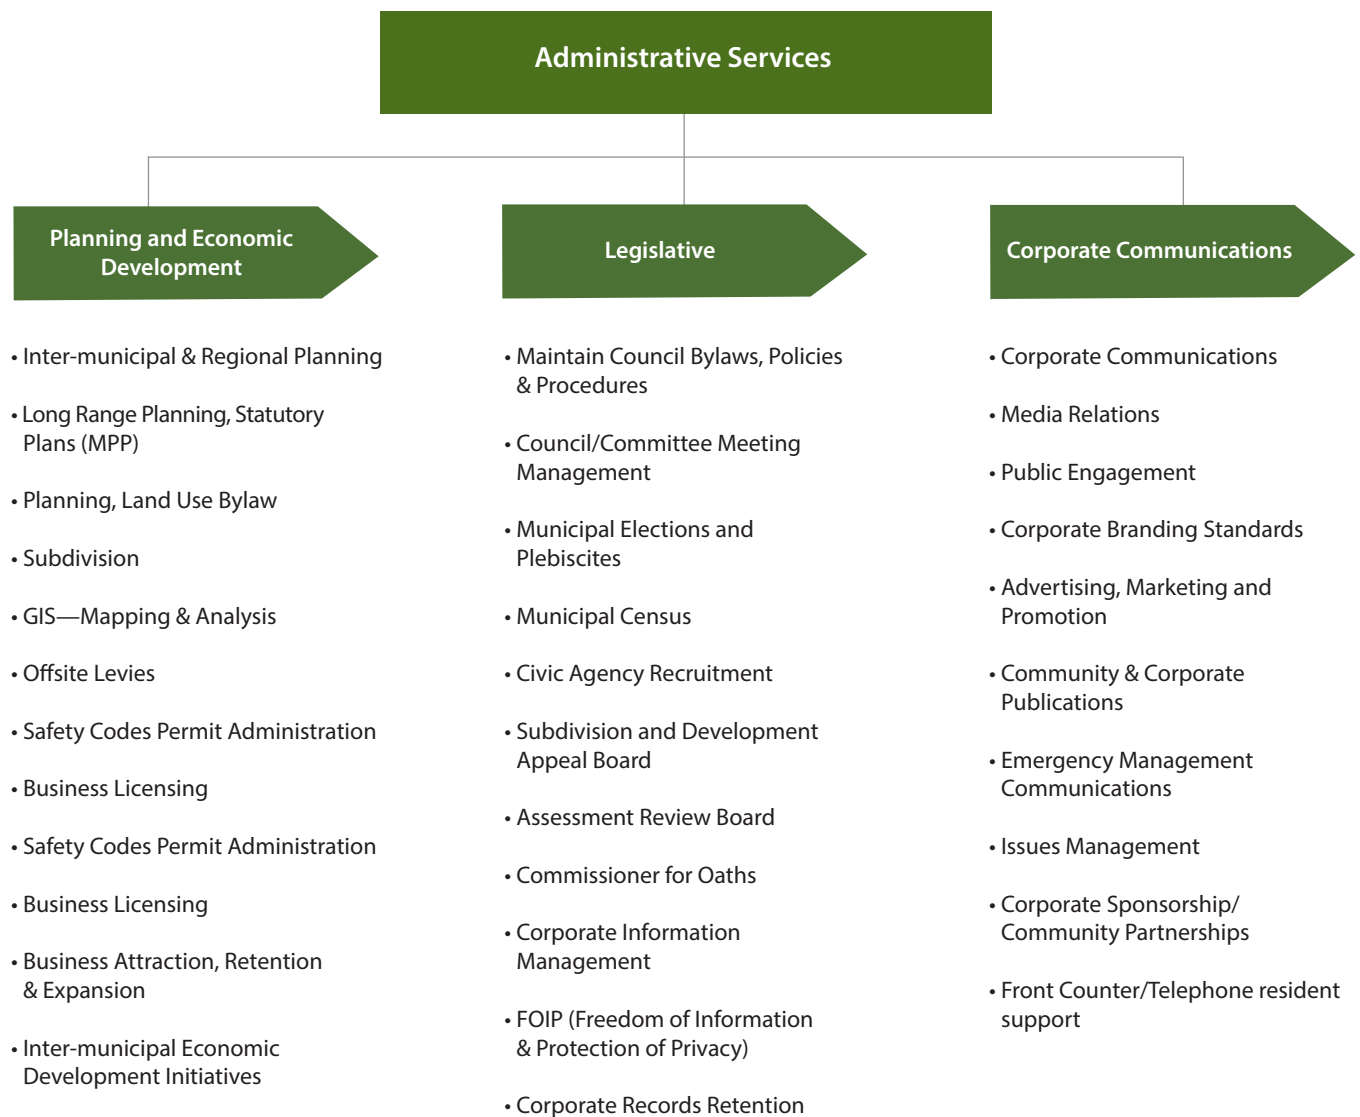 Administrative Services
Planning and Economic
Development
• Inter-municipal & Regional Planning
• Long Range Planning, Statutory
Plans (MPP)
• Planning, Land Use Bylaw
• Subdivision
• GIS—Mapping & Analysis
• Offsite Levies
• Safety Codes Permit Administration
• Business Licensing
• Safety Codes Permit Administration
• Business Licensing
• Business Attraction, Retention
& Expansion
• Inter-municipal Economic
Development Initiatives
Legislative
• Maintain Council Bylaws, Policies
& Procedures
• Council/Committee Meeting
Management
• Municipal Elections and
Plebiscites
• Municipal Census
• Civic Agency Recruitment
• Subdivision and Development
Appeal Board
• Assessment Review Board
• Commissioner for Oaths
• Corporate Information
Management
• FOIP (Freedom of Information
& Protection of Privacy)
• Corporate Records Retention
Corporate Communications
• Corporate Communications
• Media Relations
• Public Engagement
• Corporate Branding Standards
• Advertising, Marketing and
Promotion
• Community & Corporate
Publications
• Emergency Management
Communications
• Issues Management
• Corporate Sponsorship/
Community Partnerships
• Front Counter/Telephone resident
support